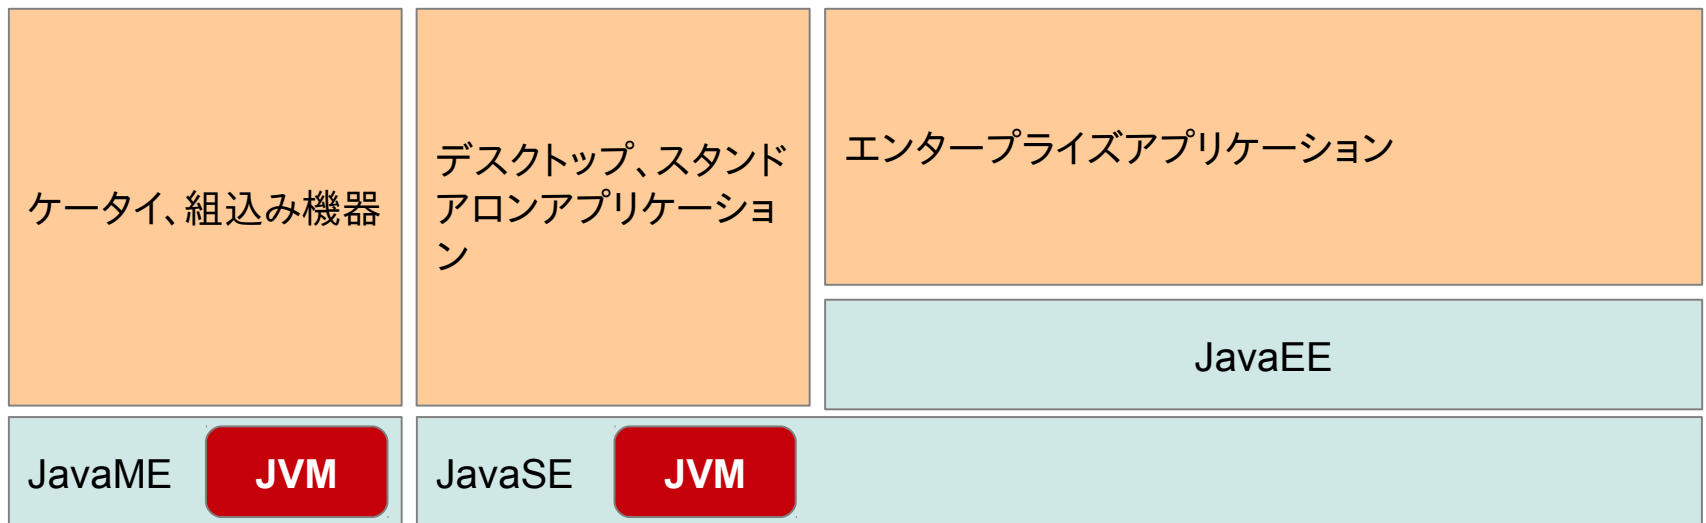 ケータイ、組込み機器
デスクトップ、スタンド
アロンアプリケーショ
ン
エンタープライズアプリケーション
JavaEE
JavaME
JVM
JavaSE
JVM